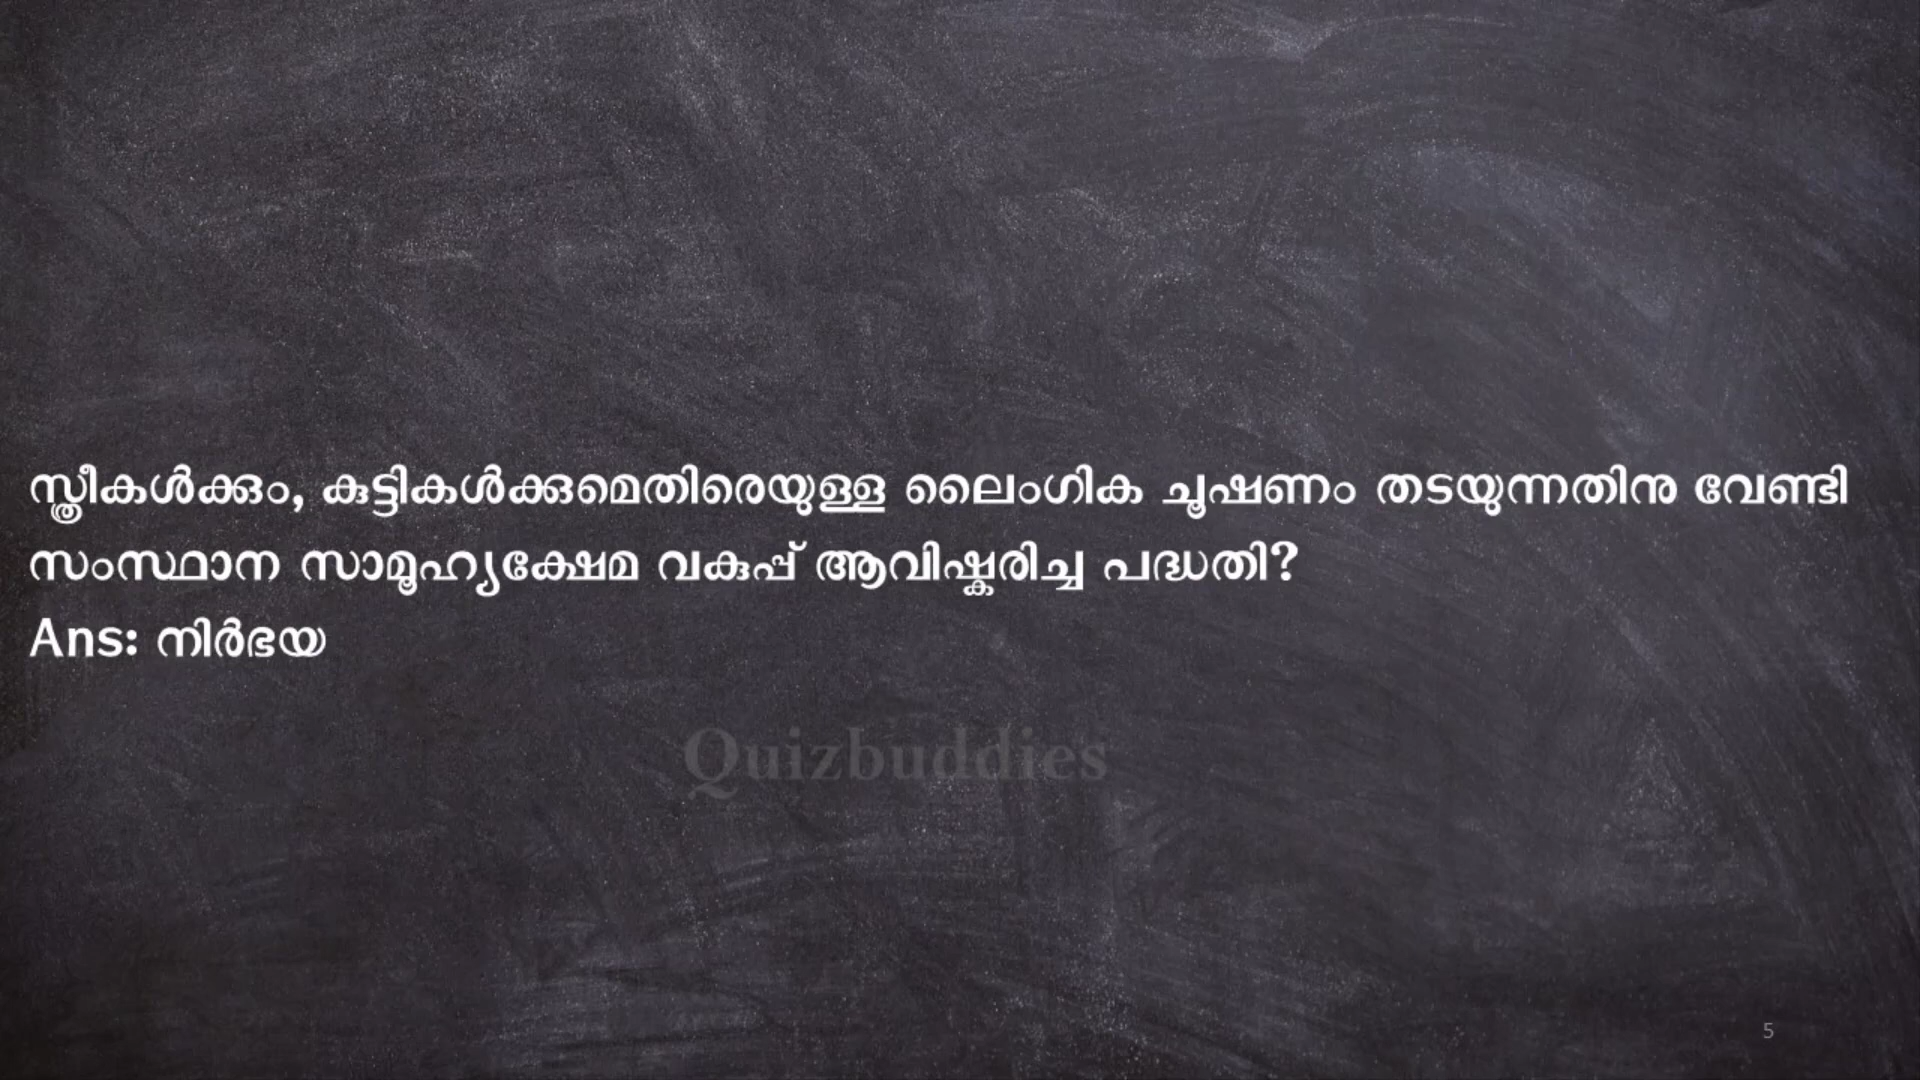 സ്ത്രീകൾക്കും, കുട്ടികൾക്കുമെതിരെയുള്ള ലൈംഗിക ചൂഷണം തടയുന്നതിനു വേണ്ടി
സംസ്ഥാന സാമൂഹ്യക്ഷേമ വകുപ്പ് ആവിഷ്കരിച്ച പദ്ധതി?
Ans: നിർഭയ
Quizbuddies
5